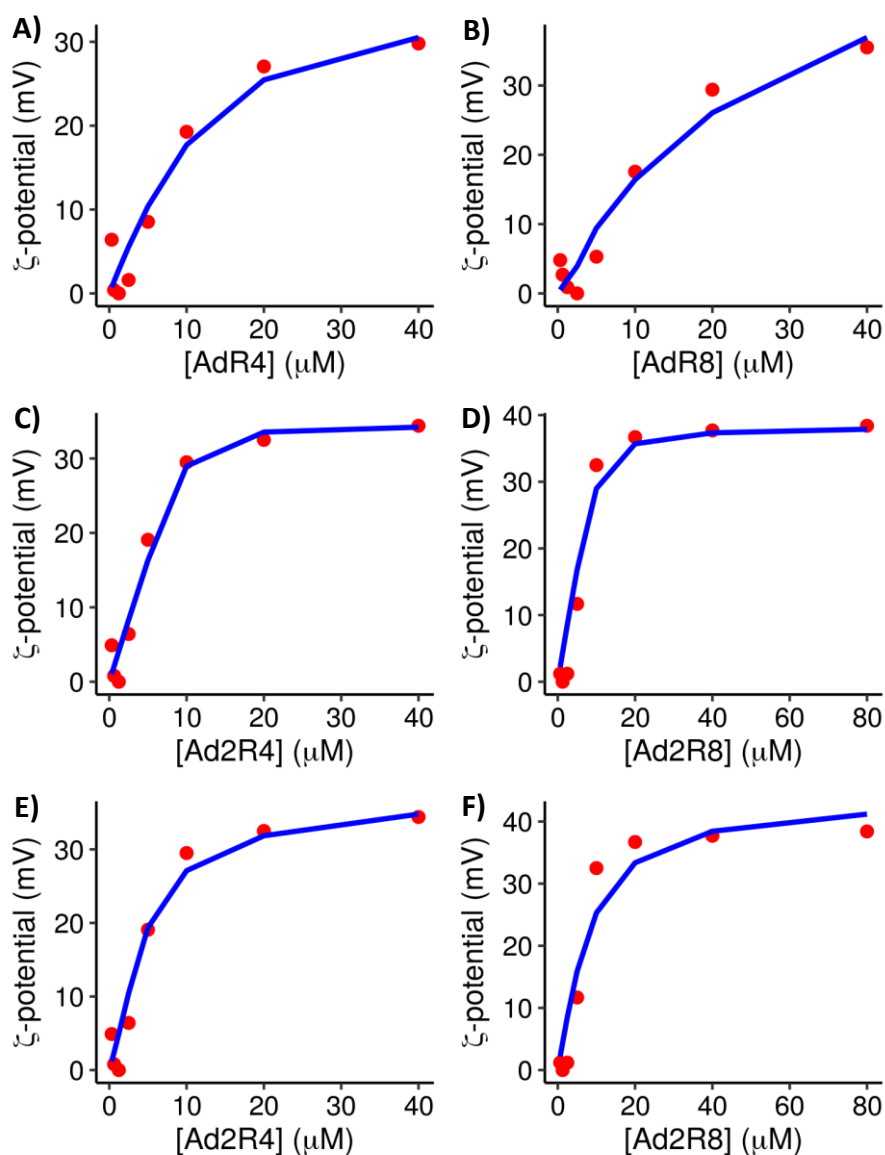 A)
ζ-potential (mV)
30
20
10
0
0 10 20 30 40
[AdR4] (μM)
B)
ζ-potential (mV)
30
20
10
0
0 10 20 30 40
[AdR8] (μM)
C)
ζ-potential (mV)
30
20
10
0
0 10 20 30 40
[Ad2R4] (μM)
D)
ζ-potential (mV)
40
30
20
10
0
0 20 40 60 80
[Ad2R8] (μM)
E)
ζ-potential (mV)
30
20
10
0
0 10 20 30 40
[Ad2R4] (μM)
F)
ζ-potential (mV)
40
30
20
10
0
0 20 40 60 80
[Ad2R8] (μM)